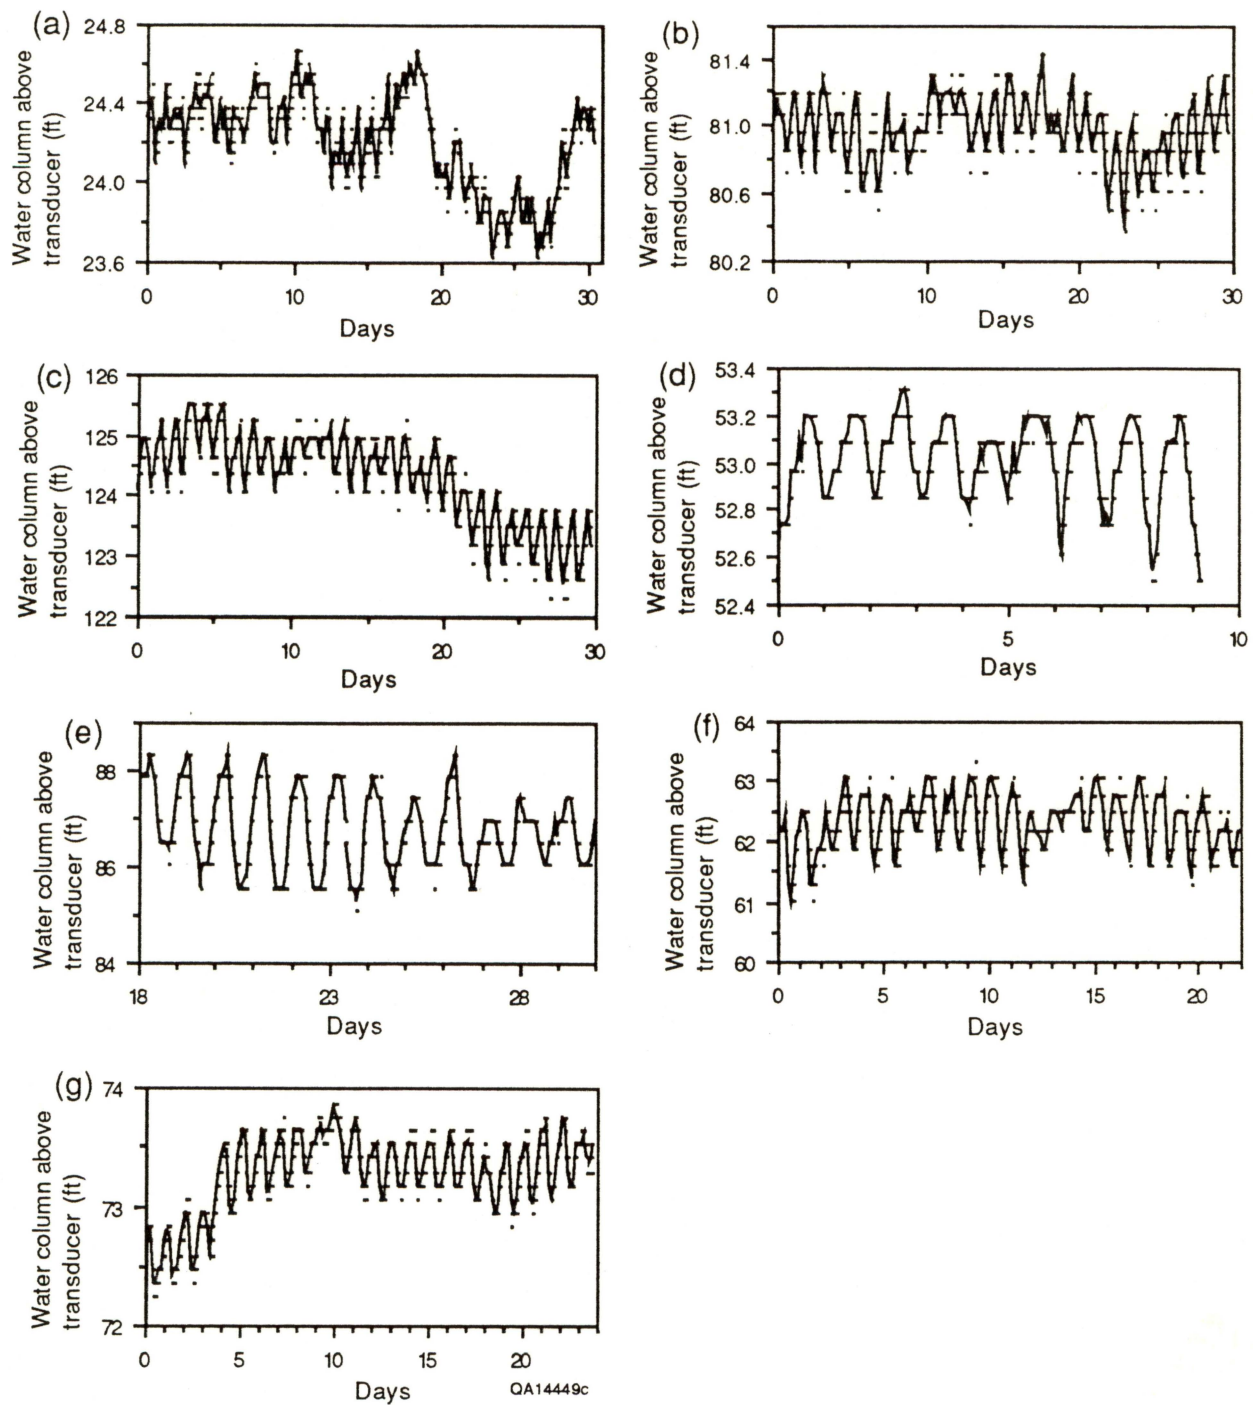 (a)
24.8
24.4
24.0
23.6
Water column above
transducer (ft)
0 10 20 30
Days
(b)
81.4
81.0
80.6
80.2
Water column above
transducer (ft)
0 10 20 30
Days
(c)
126
125
124
123
122
Water column above
transducer (ft)
0 10 20 30
Days
(d)
53.4
53.2
53.0
52.8
52.6
52.4
Water column above
transducer (ft)
0 5 10
Days
(e)
88
86
84
Water column above
transducer (ft)
18 23 28
Days
(f)
64
63
62
61
60
Water column above
transducer (ft)
0 5 10 15 20
Days
(g)
74
73
72
Water column above
transducer (ft)
0 5 10 15 20
Days
QA14449c